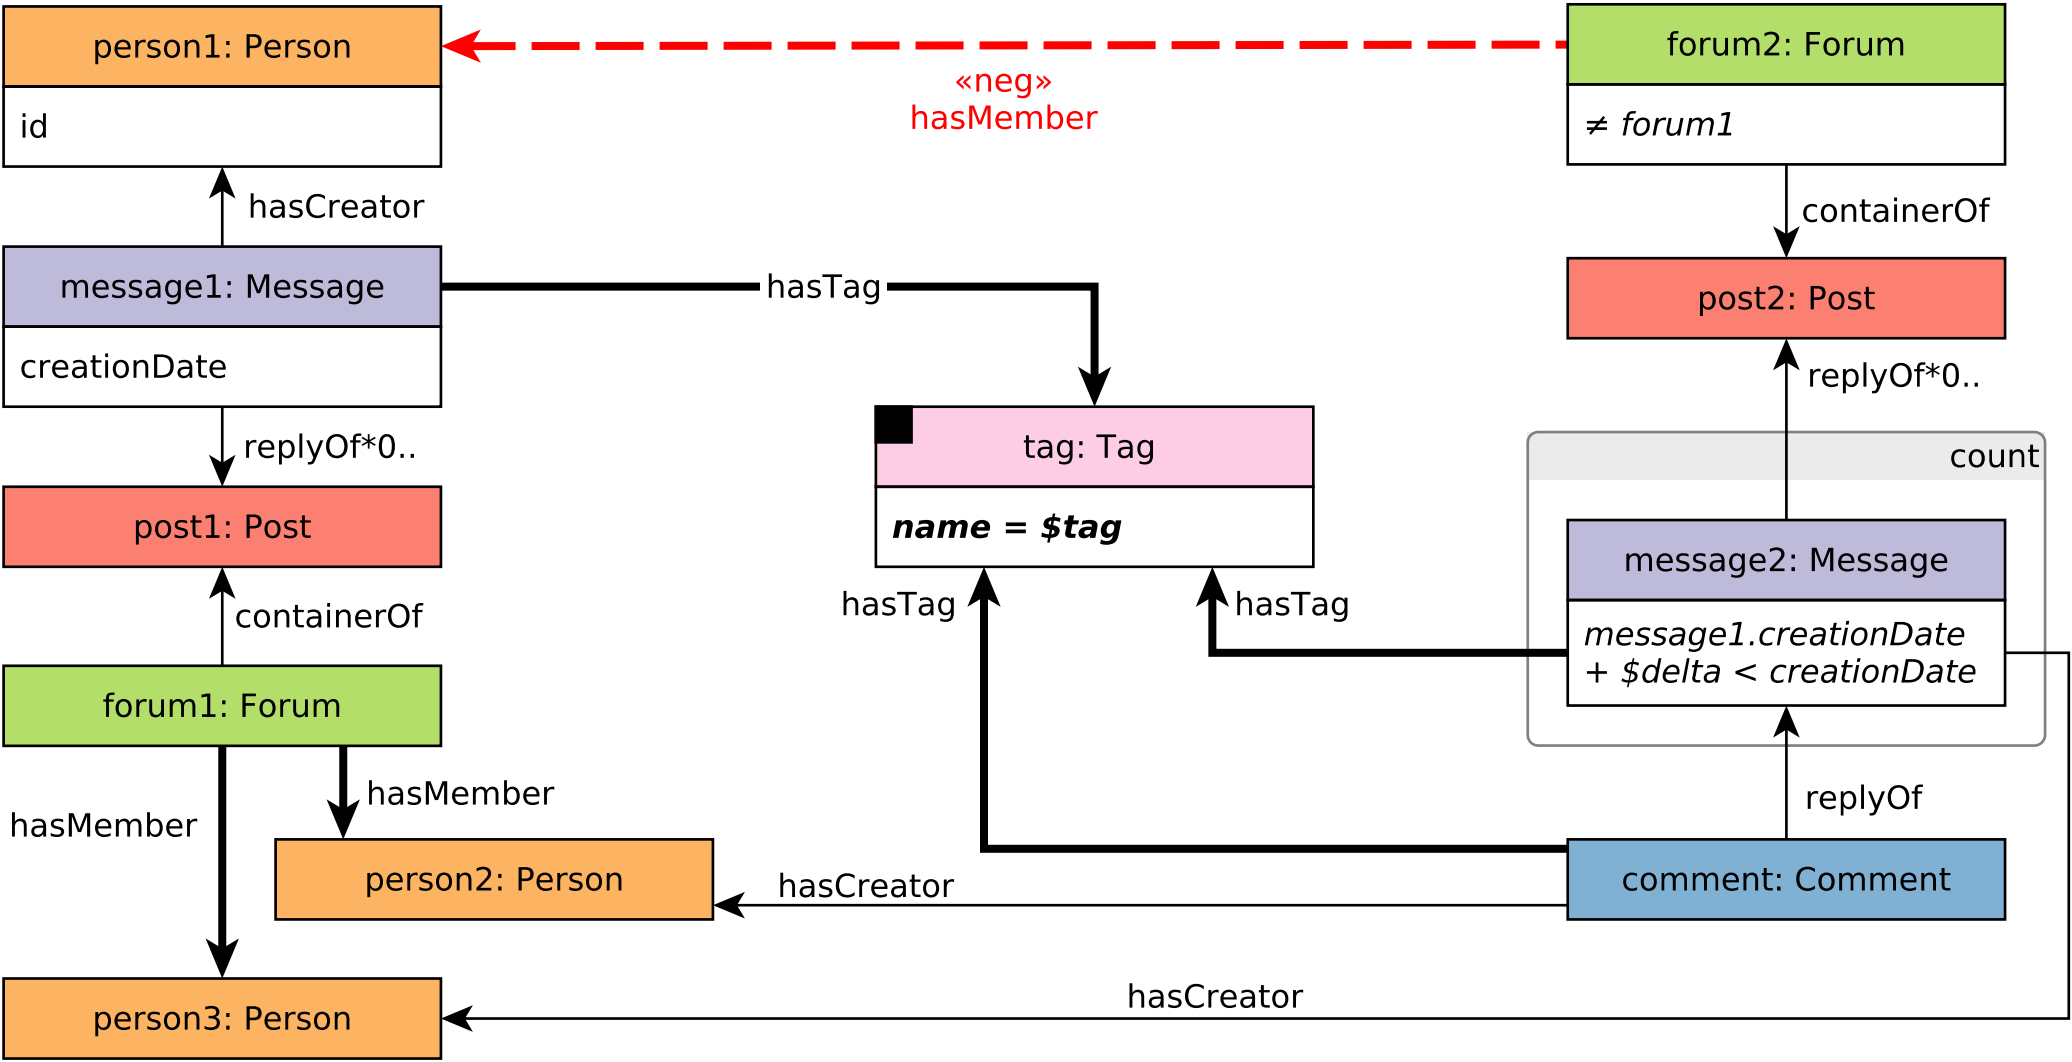 person1: Person
id
«neg»
hasMember
forum2: Forum
≠ forum1
hasCreator
containerOf
message1: Message
creationDate
hasTag
post2: Post
replyOf*0..
replyOf*0..
tag: Tag
name = $tag
count
post1: Post
message2: Message
message1.creationDate
+ $delta < creationDate
containerOf
hasTag
hasTag
forum1: Forum
hasMember
hasMember
replyOf
person2: Person
hasCreator
comment: Comment
person3: Person
hasCreator